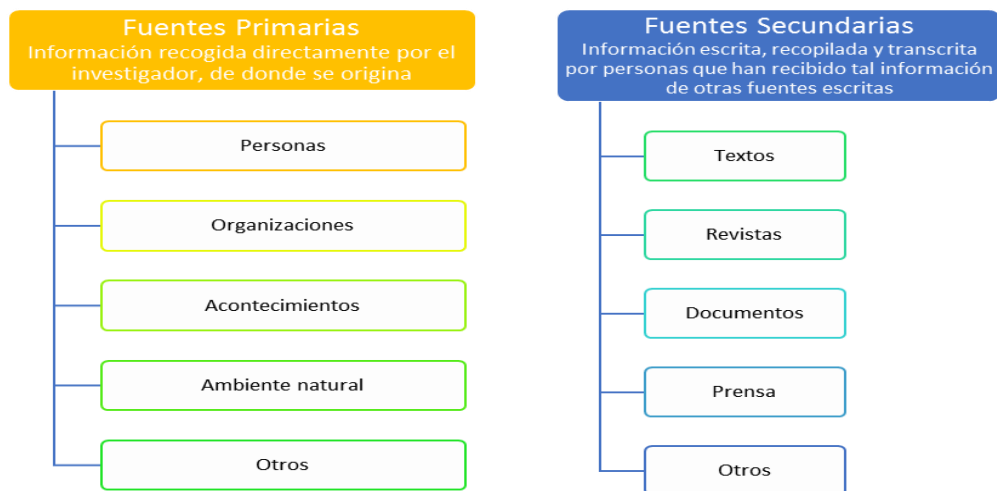 Fuentes Primarias
Información recogida directamente por el
investigador, de donde se origina
Personas
Organizaciones
Acontecimientos
Ambiente natural
Otros
Fuentes Secundarias
Información escrita, recopilada y transcrita
por personas que han recibido tal información
de otras fuentes escritas
Textos
Revistas
Documentos
Prensa
Otros